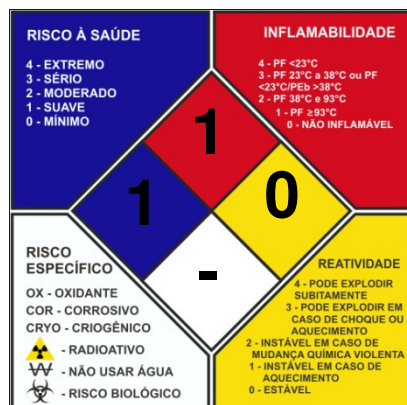 RISCO À SAÚDE
4 - EXTREMO
3 - SÉRIO
2 - MODERADO
1 - SUAVE
0 - MÍNIMO
INFLAMABILIDADE
4 - PF <23°C
3 - PF 23°C a 38°C ou PF
<23°C/PEb >38°C
2 - PF 38°C e 93°C
1 - PF ≥93°C
0 - NÃO INFLAMÁVEL
1
1
0
-
RISCO
ESPECÍFICO
OX - OXIDANTE
COR - CORROSIVO
CRYO - CRIOGÊNICO
- RADIOATIVO
W - NÃO USAR ÁGUA
- RISCO BIOLÓGICO
REATIVIDADE
4 - PODE EXPLODIR
SUBITAMENTE
3 - PODE EXPLODIR EM
CASO DE CHOQUE OU
AQUECIMENTO
2 - INSTÁVEL EM CASO DE
MUDANÇA QUÍMICA VIOLENTA
1 - INSTÁVEL EM CASO DE
AQUECIMENTO
0 - ESTÁVEL